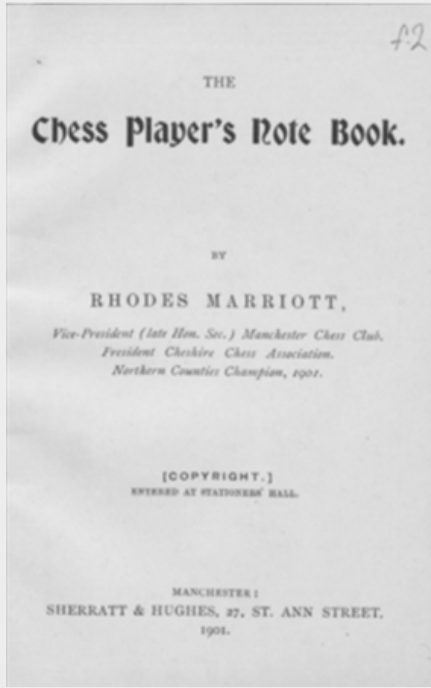 f.2
THE
Chess Player's Note Book.
BY
RHODES MARRIOTT,
Vice-President (late Hon. Sec.) Manchester Chess Club.
President Cheshire Chess Association.
Northern Counties Champion, 1901.
[COPYRIGHT.]
ENTERED AT STATIONERS' HALL.
MANCHESTER:
SHERRATT & HUGHES, 27, ST. ANN STREET,
1901.